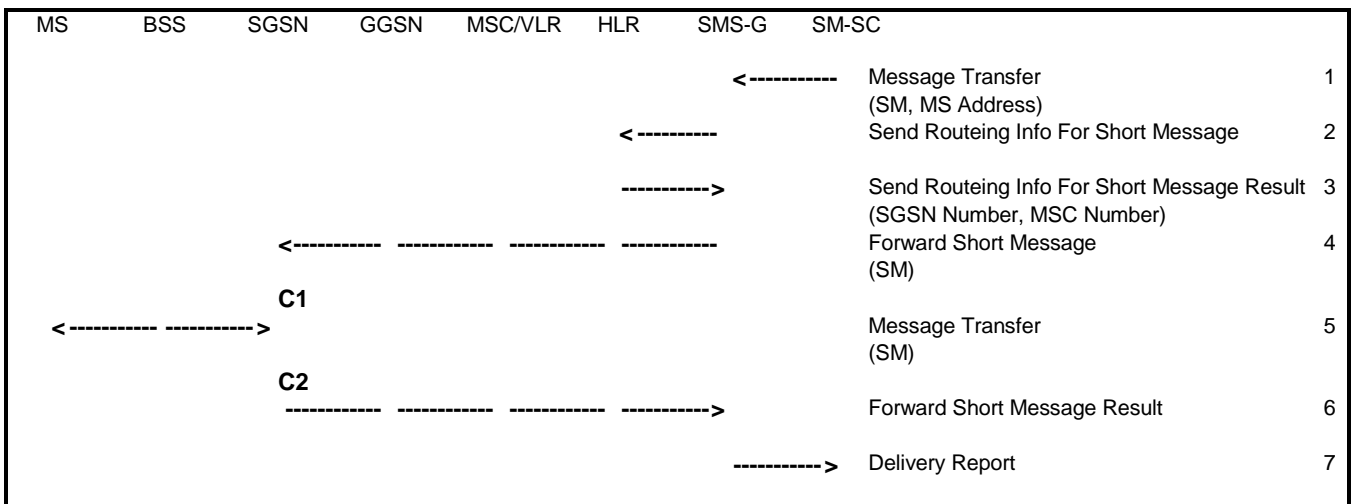 MS BSS SGSN GGSN MSC/VLR HLR SMS-G SM-SC
Message Transfer 1
(SM, MS Address)
Send Routeing Info For Short Message 2
Send Routeing Info For Short Message Result 3
(SGSN Number, MSC Number)
Forward Short Message 4
(SM)
C1
Message Transfer 5
(SM)
C2
Forward Short Message Result 6
Delivery Report 7